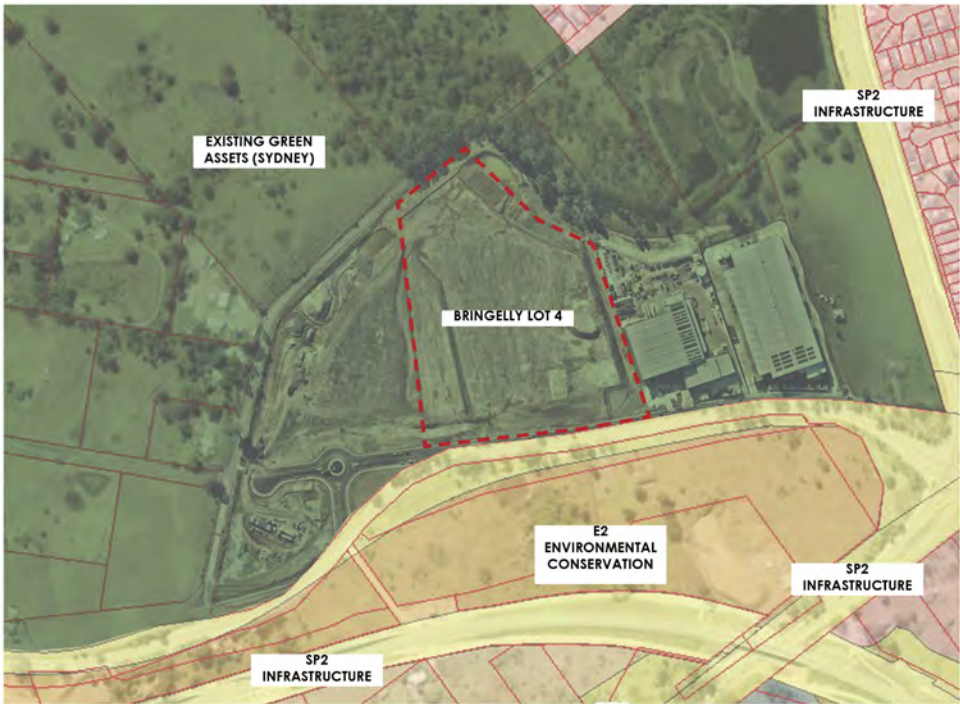 SP2
INFRASTRUCTURE
EXISTING GREEN
ASSETS (SYDNEY)
BRINGELLY LOT 4
E2
ENVIRONMENTAL
CONSERVATION
SP2
INFRASTRUCTURE
SP2
INFRASTRUCTURE